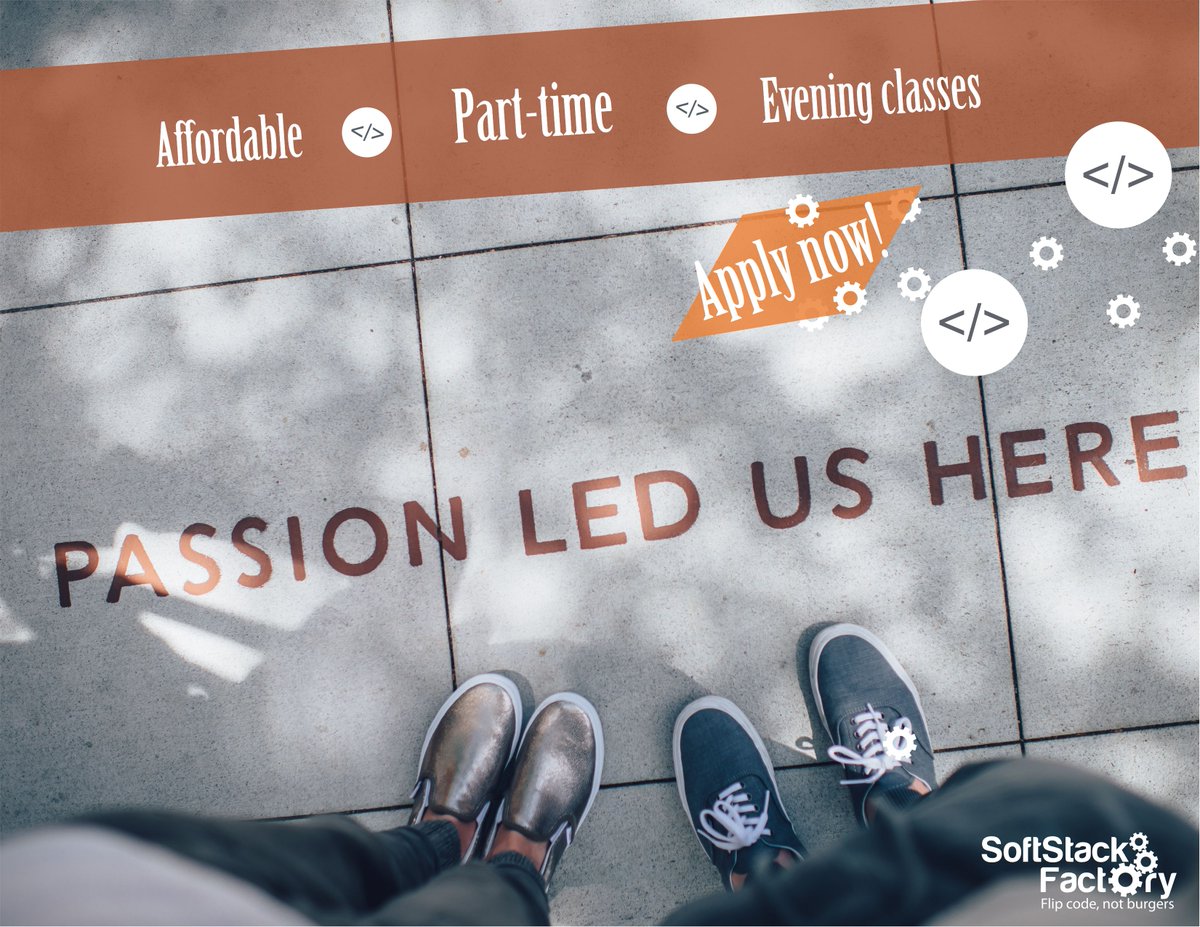 Affordable </> Part-time </> Evening classes
</>
Apply now!
</>
PASSION LED US HERE
SoftStack
Factory
Flip code, not burgers